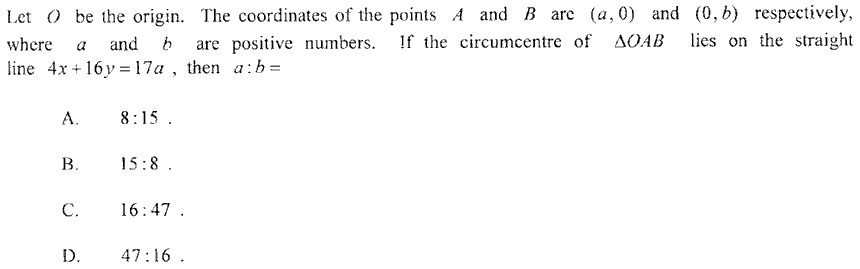 Let O be the origin. The coordinates of the points A and B are (a, 0) and (0, b) respectively,
where a and b are positive numbers. If the circumcentre of ΔOAB lies on the straight
line 4x + 16y = 17a , then a : b =
A. 8 : 15 .
B. 15 : 8 .
C. 16 : 47 .
D. 47 : 16 .